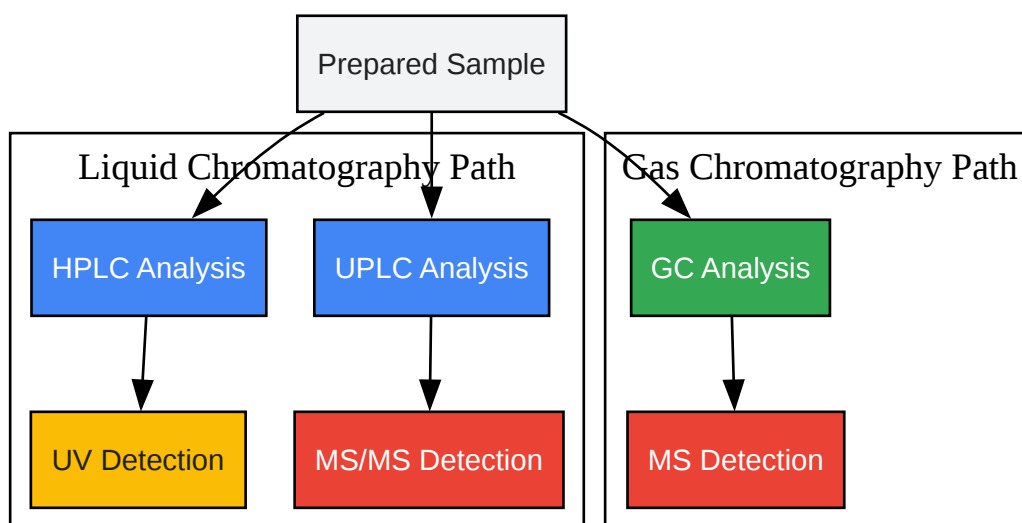 Prepared Sample
Liquid Chromatography Path
Gas Chromatography Path
HPLC Analysis
UPLC Analysis
GC Analysis
UV Detection
MS/MS Detection
MS Detection